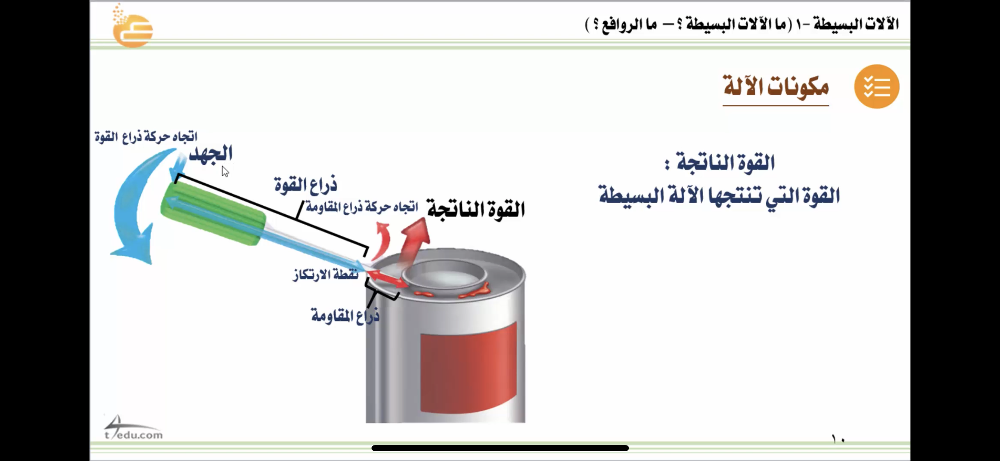 الآلات البسيطة -١ (ما الآلات البسيطة ؟ – ما الروافع ؟ )
مكونات الآلة
القوة الناتجة :
القوة التي تنتجها الآلة البسيطة
اتجاه حركة ذراع القوة
الجهد
ذراع القوة
اتجاه حركة ذراع المقاومة
القوة الناتجة
نقطة الارتكاز
ذراع المقاومة
t4edu.com
١٠